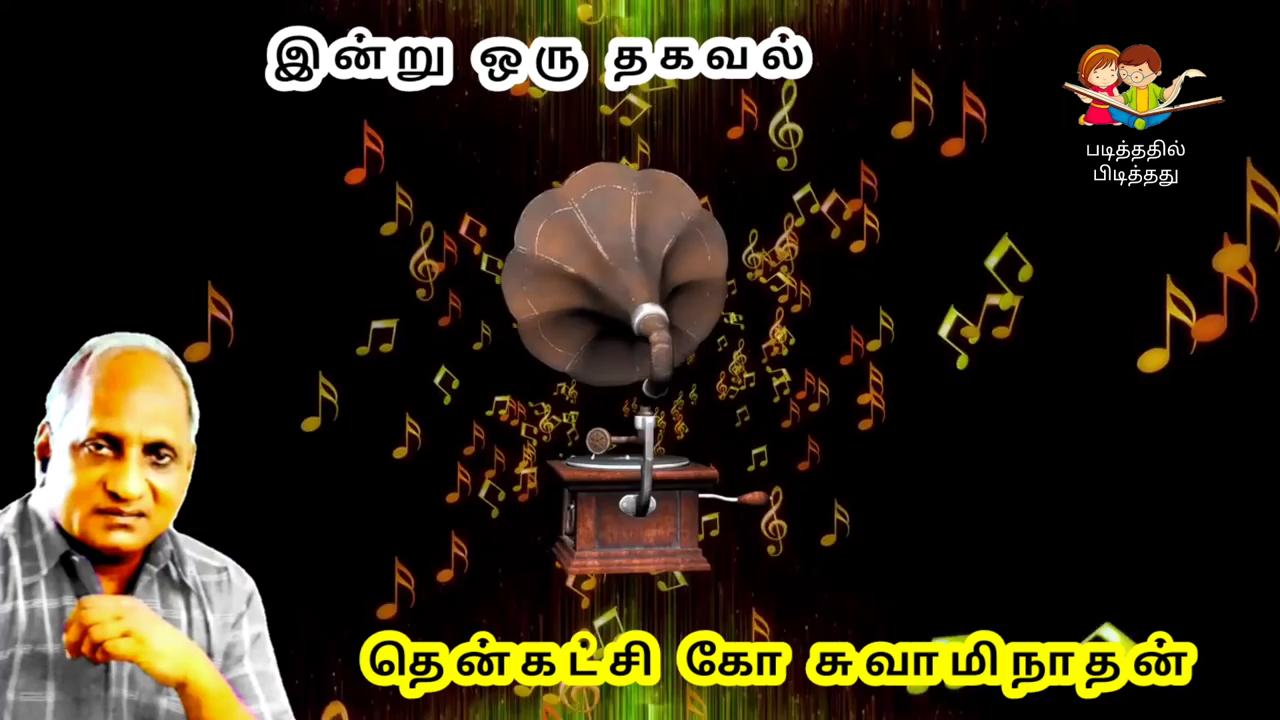 இன்று ஒரு தகவல்
படித்ததில்
பிடித்தது
தென்கட்சி கோ சுவாமிநாதன்